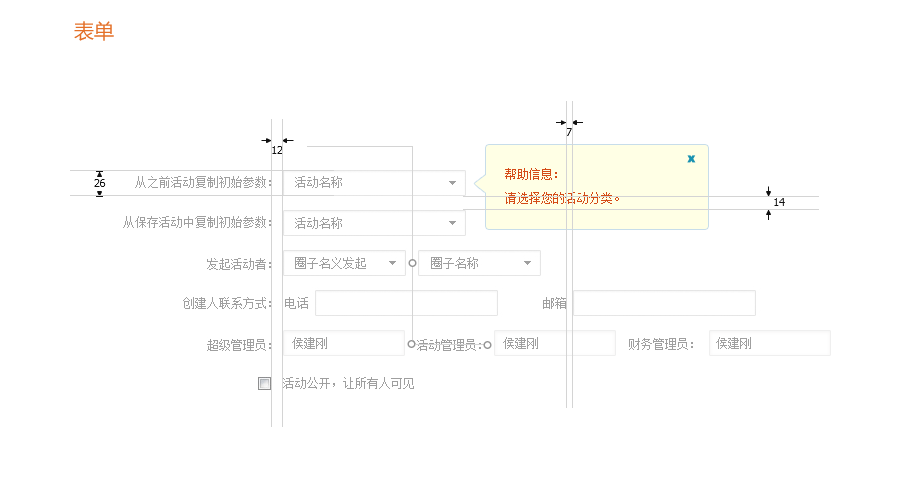 表单
7
12
x
帮助信息：
26
从之前活动复制初始参数： 活动名称
请选择您的活动分类。
14
从保存活动中复制初始参数： 活动名称
发起活动者： 圈子名义发起 圈子名称
创建人联系方式： 电话 邮箱
超级管理员： 侯建刚 活动管理员： 侯建刚 财务管理员： 侯建刚
活动公开，让所有人可见